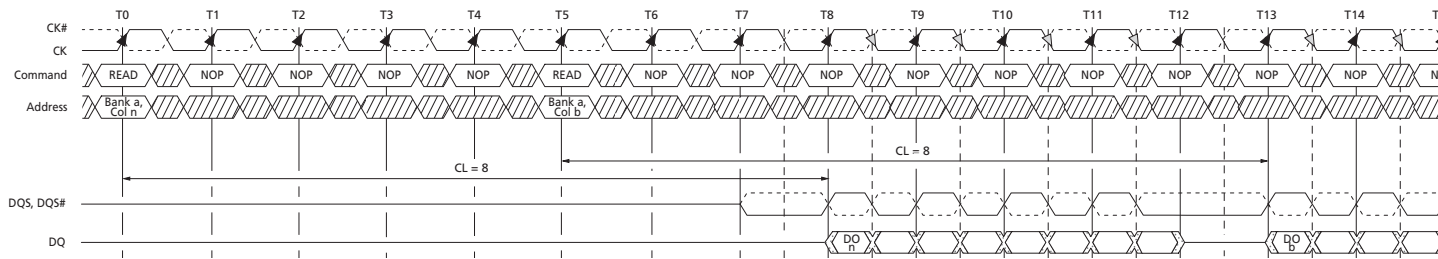 T0 T1 T2 T3 T4 T5 T6 T7 T8 T9 T10 T11 T12 T13 T14 T
CK#
CK
Command READ NOP NOP NOP NOP READ NOP NOP NOP NOP NOP NOP NOP NOP NOP N
Address Bank a, Col n Bank a, Col b
CL = 8
CL = 8
DQS, DQS#
DQ DO n DO b